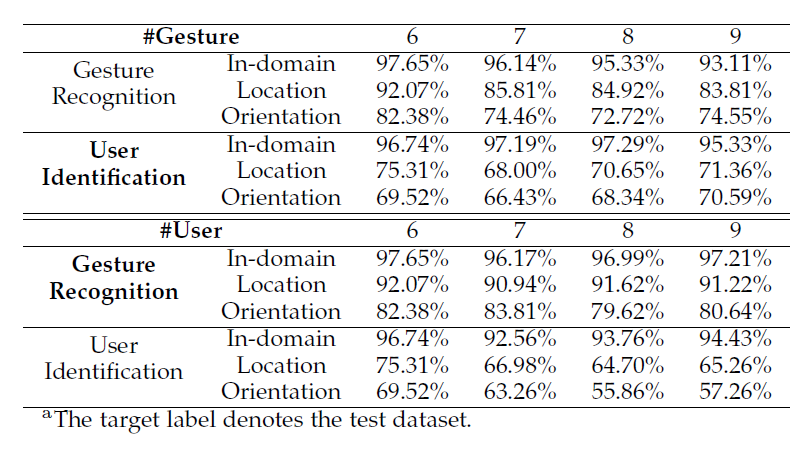 #Gesture 6 7 8 9
Gesture Recognition In-domain 97.65% 96.14% 95.33% 93.11%
Location 92.07% 85.81% 84.92% 83.81%
Orientation 82.38% 74.46% 72.72% 74.55%
User Identification In-domain 96.74% 97.19% 97.29% 95.33%
Location 75.31% 68.00% 70.65% 71.36%
Orientation 69.52% 66.43% 68.34% 70.59%
#User 6 7 8 9
Gesture Recognition In-domain 97.65% 96.17% 96.99% 97.21%
Location 92.07% 90.94% 91.62% 91.22%
Orientation 82.38% 83.81% 79.62% 80.64%
User Identification In-domain 96.74% 92.56% 93.76% 94.43%
Location 75.31% 66.98% 64.70% 65.26%
Orientation 69.52% 63.26% 55.86% 57.26%
a The target label denotes the test dataset.